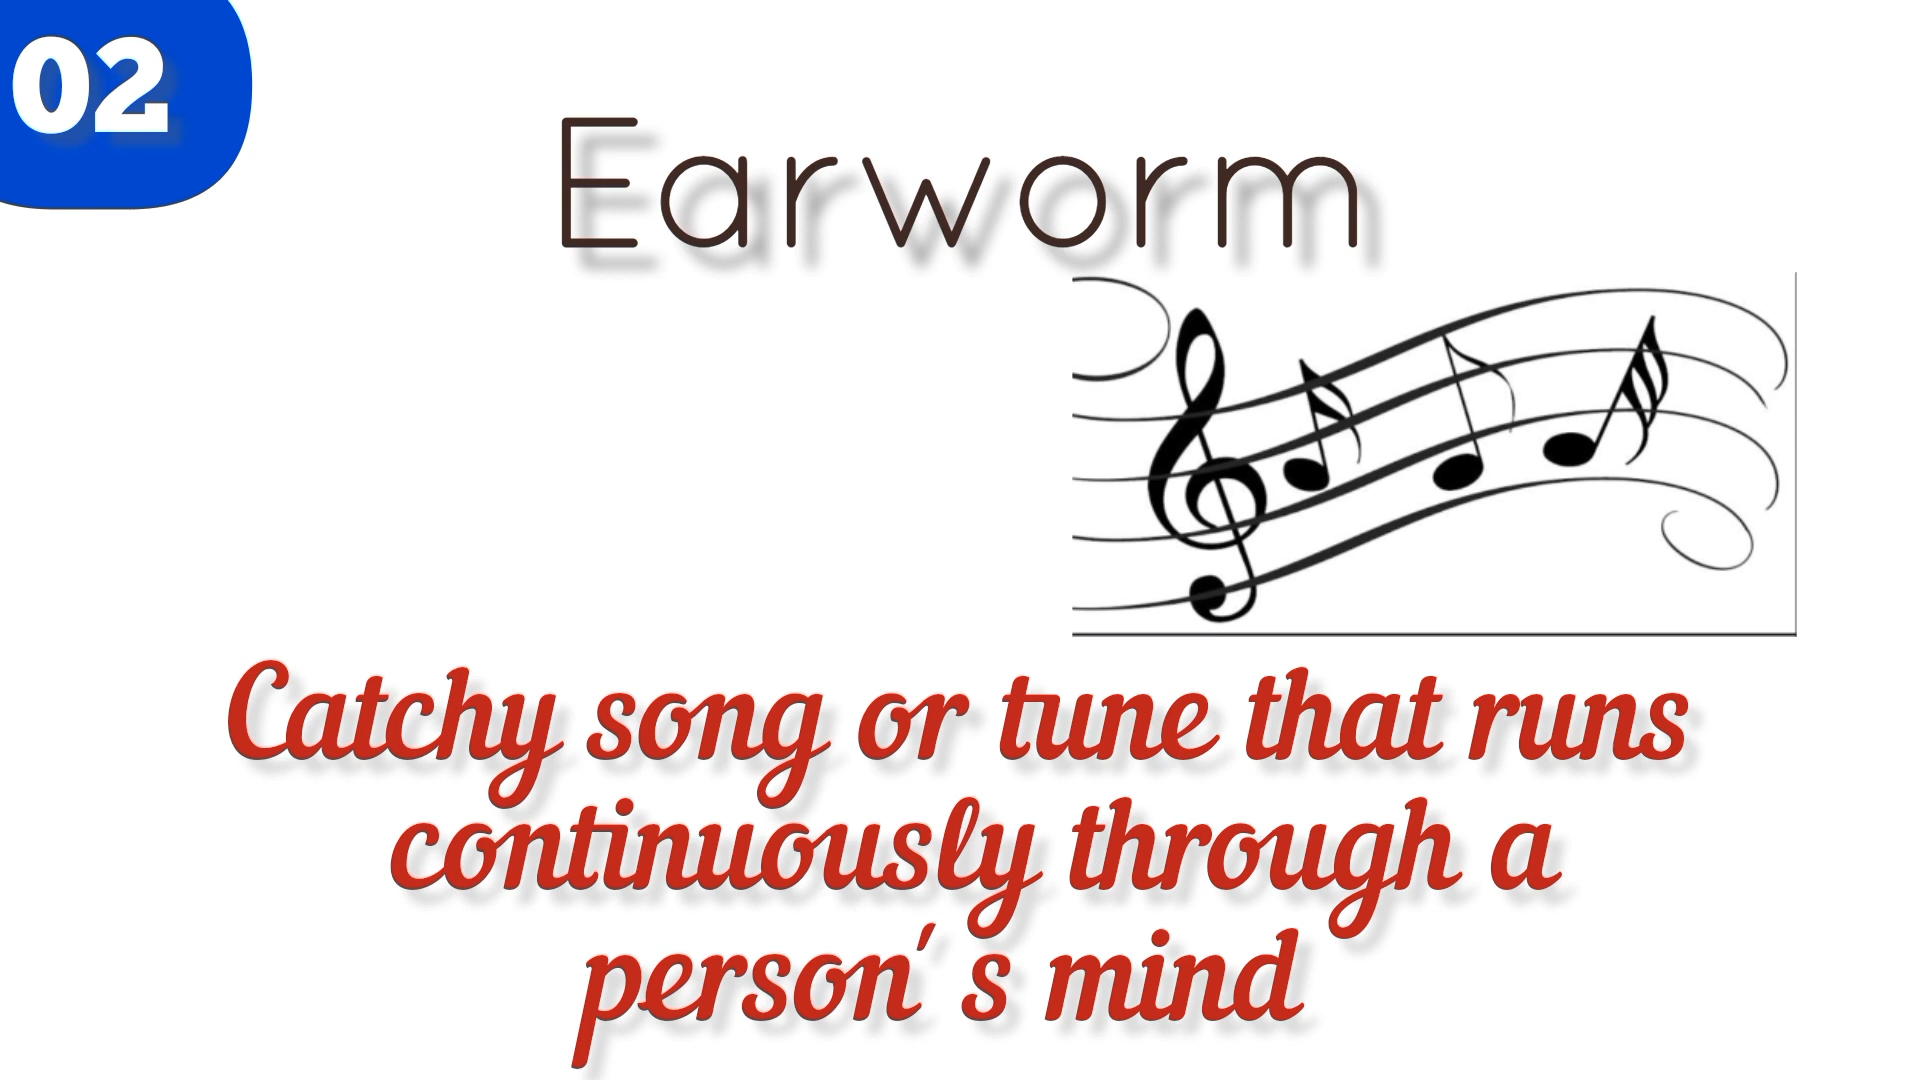 02
Earworm
Catchy song or tune that runs
continuously through a
person's mind